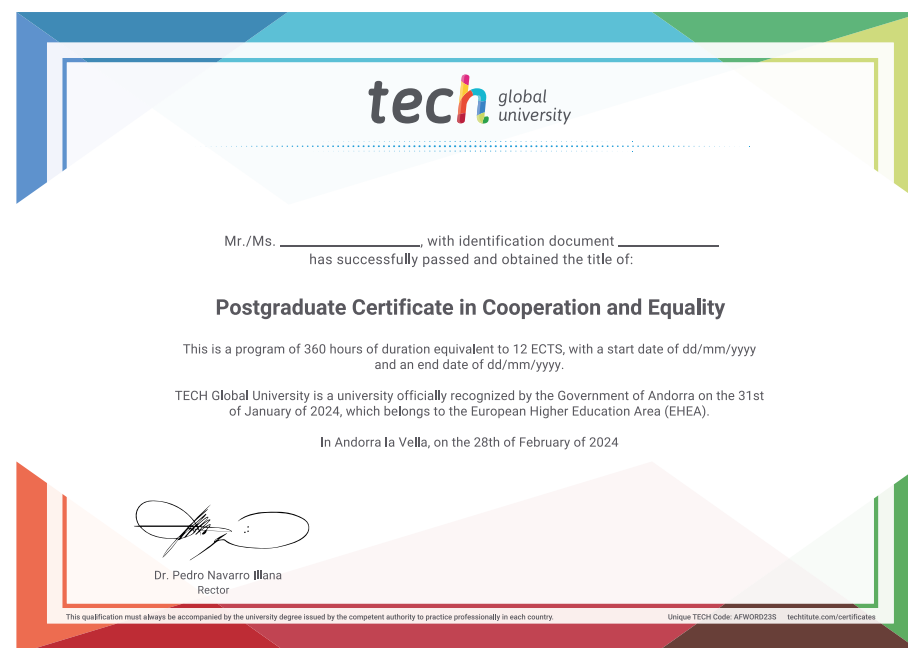 tech global university
Mr./Ms. ____________, with identification document ____________
has successfully passed and obtained the title of:
Postgraduate Certificate in Cooperation and Equality
This is a program of 360 hours of duration equivalent to 12 ECTS, with a start date of dd/mm/yyyy
and an end date of dd/mm/yyyy.
TECH Global University is a university officially recognized by the Government of Andorra on the 31st
of January of 2024, which belongs to the European Higher Education Area (EHEA).
In Andorra la Vella, on the 28th of February of 2024
Dr. Pedro Navarro Illana
Rector
This qualification must always be accompanied by the university degree issued by the competent authority to practice professionally in each country.
Unique TECH Code: AFWORD23S techtitute.com/certificates